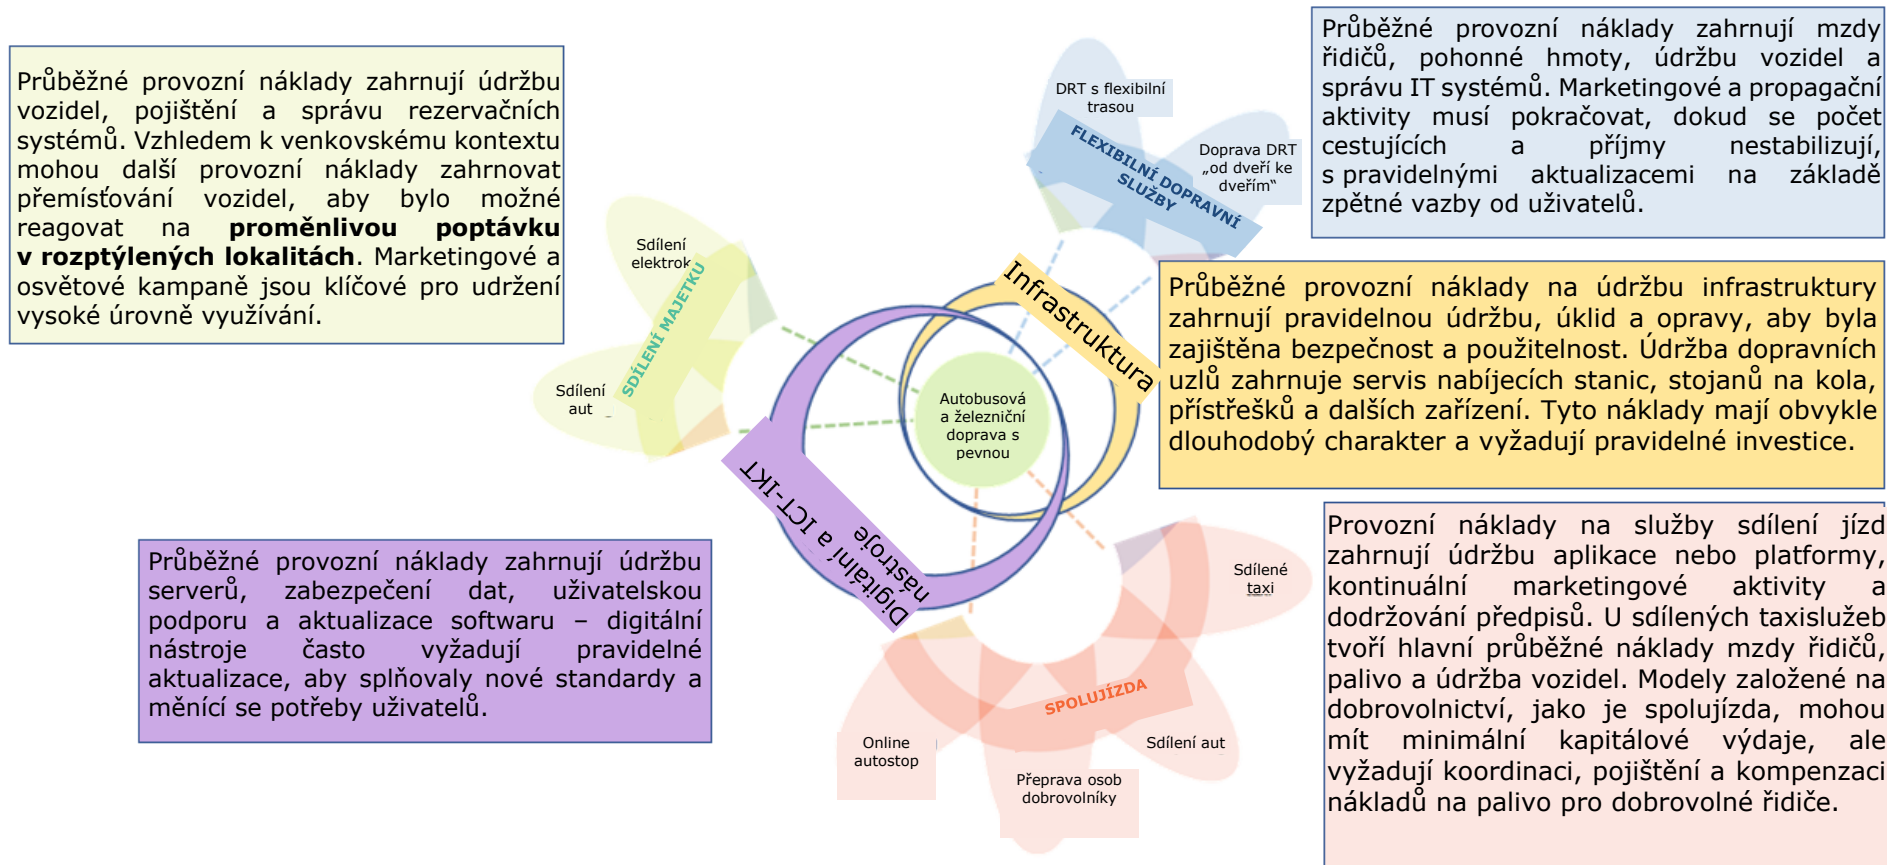 Průběžné provozní náklady zahrnují údržbu
vozidel, pojištění a správu rezervačních
systémů. Vzhledem k venkovskému kontextu
mohou další provozní náklady zahrnovat
přemísťování vozidel, aby bylo možné
reagovat na proměnlivou poptávku
v rozptýlených lokalitách. Marketingové a
osvětové kampaně jsou klíčové pro udržení
vysoké úrovně využívání.
Průběžné provozní náklady zahrnují údržbu
serverů, zabezpečení dat, uživatelskou
podporu a aktualizace softwaru – digitální
nástroje často vyžadují pravidelné
aktualizace, aby splňovaly nové standardy a
měnící se potřeby uživatelů.
Sdílení
elektrok
SDÍLENÍ MAJETKU
Sdílení
aut
DRT s flexibilní
trasou
Doprava DRT
„od dveří ke
dveřím“
FLEXIBILNÍ DOPRAVNÍ
SLUŽBY
Infrastruktura
Autobusová
a železniční
doprava s
pevnou
Digitální a ICT-IKT
nástroje
Sdílené
taxi
SPOLUJÍZDA
Sdílení aut
Online
autostop
Přeprava osob
dobrovolníky
Průběžné provozní náklady zahrnují mzdy
řidičů, pohonné hmoty, údržbu vozidel a
správu IT systémů. Marketingové a propagační
aktivity musí pokračovat, dokud se počet
cestujících a příjmy nestabilizují,
s pravidelnými aktualizacemi na základě
zpětné vazby od uživatelů.
Průběžné provozní náklady na údržbu infrastruktury
zahrnují pravidelnou údržbu, úklid a opravy, aby byla
zajištěna bezpečnost a použitelnost. Údržba dopravních
uzlů zahrnuje servis nabíjecích stanic, stojanů na kola,
přístřešků a dalších zařízení. Tyto náklady mají obvykle
dlouhodobý charakter a vyžadují pravidelné investice.
Provozní náklady na služby sdílení jízd
zahrnují údržbu aplikace nebo platformy,
kontinuální marketingové aktivity a
dodržování předpisů. U sdílených taxislužeb
tvoří hlavní průběžné náklady mzdy řidičů,
palivo a údržba vozidel. Modely založené na
dobrovolnictví, jako je spolujízda, mohou
mít minimální kapitálové výdaje, ale
vyžadují koordinaci, pojištění a kompenzaci
nákladů na palivo pro dobrovolné řidiče.